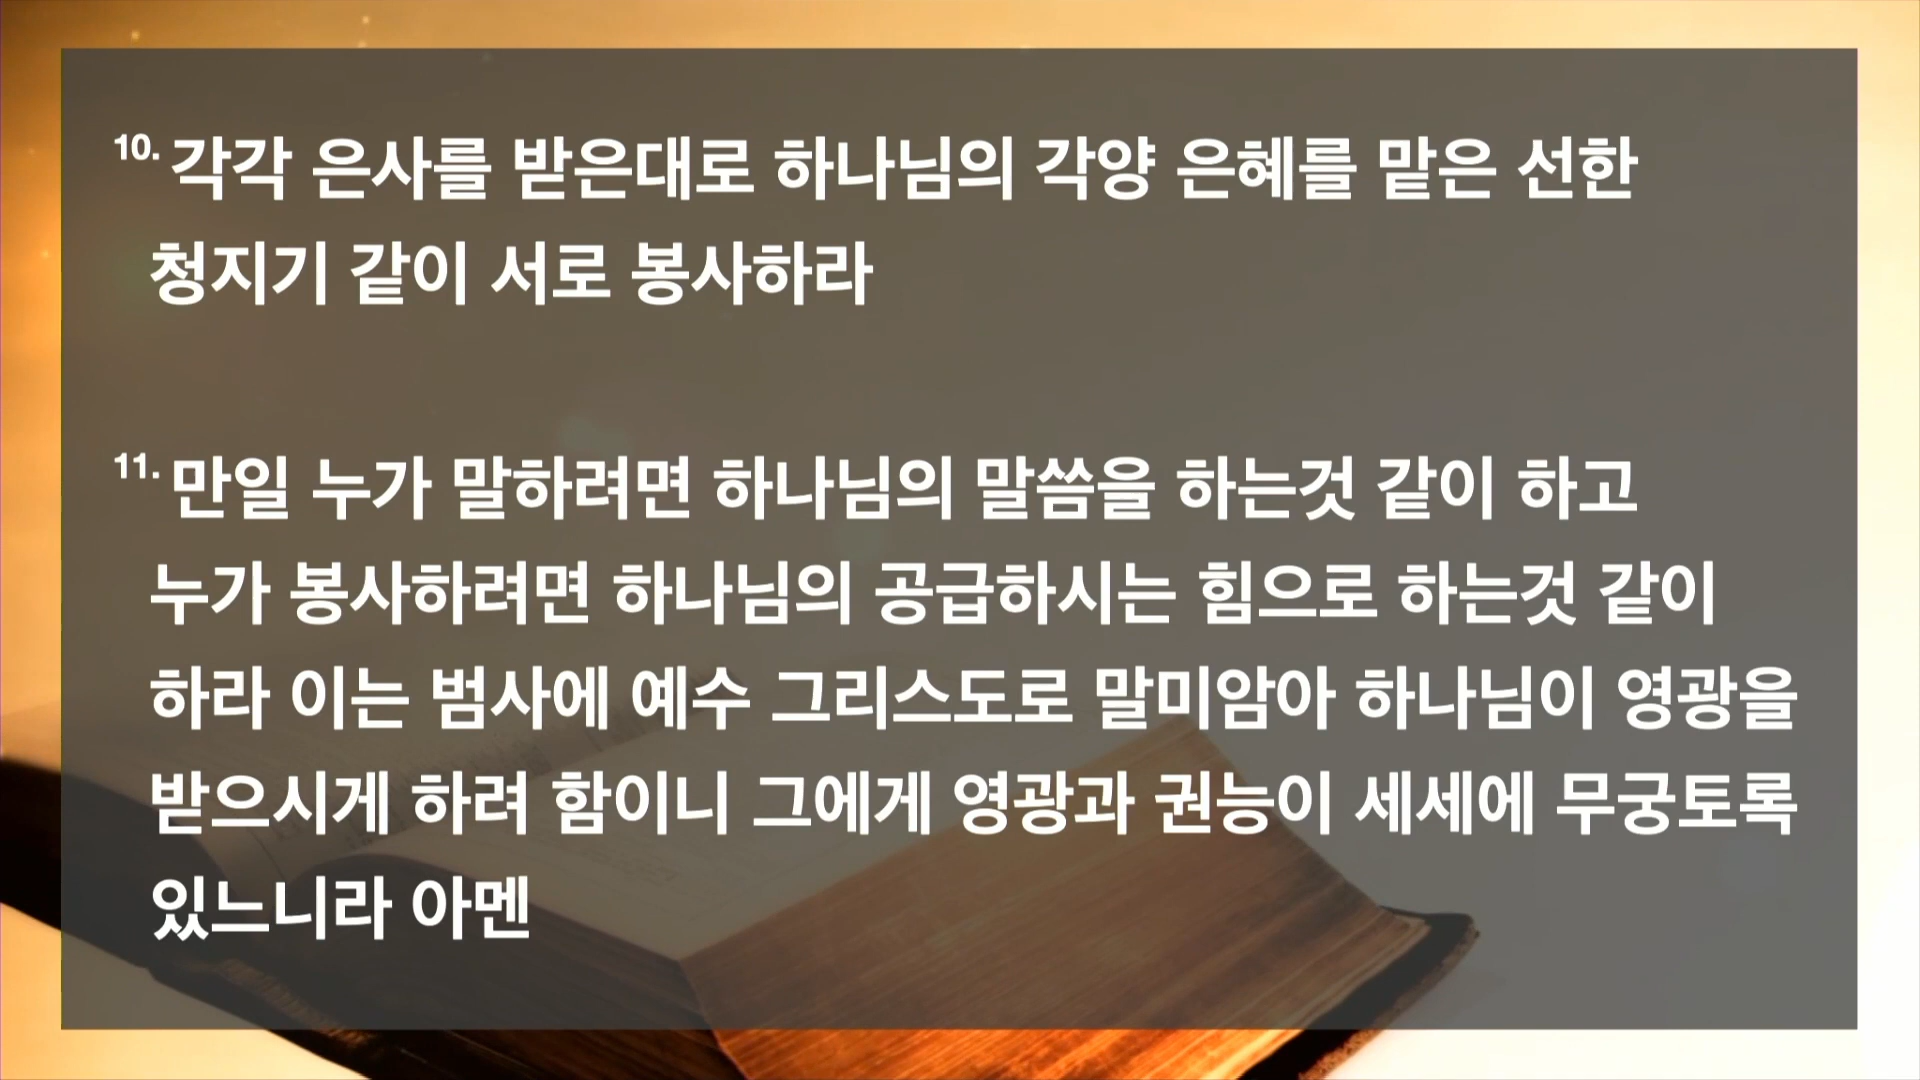 10. 각각 은사를 받은대로 하나님의 각양 은혜를 맡은 선한
청지기 같이 서로 봉사하라
11. 만일 누가 말하려면 하나님의 말씀을 하는것 같이 하고
누가 봉사하려면 하나님의 공급하시는 힘으로 하는것 같이
하라 이는 범사에 예수 그리스도로 말미암아 하나님이 영광을
받으시게 하려 함이니 그에게 영광과 권능이 세세에 무궁토록
있느니라 아멘